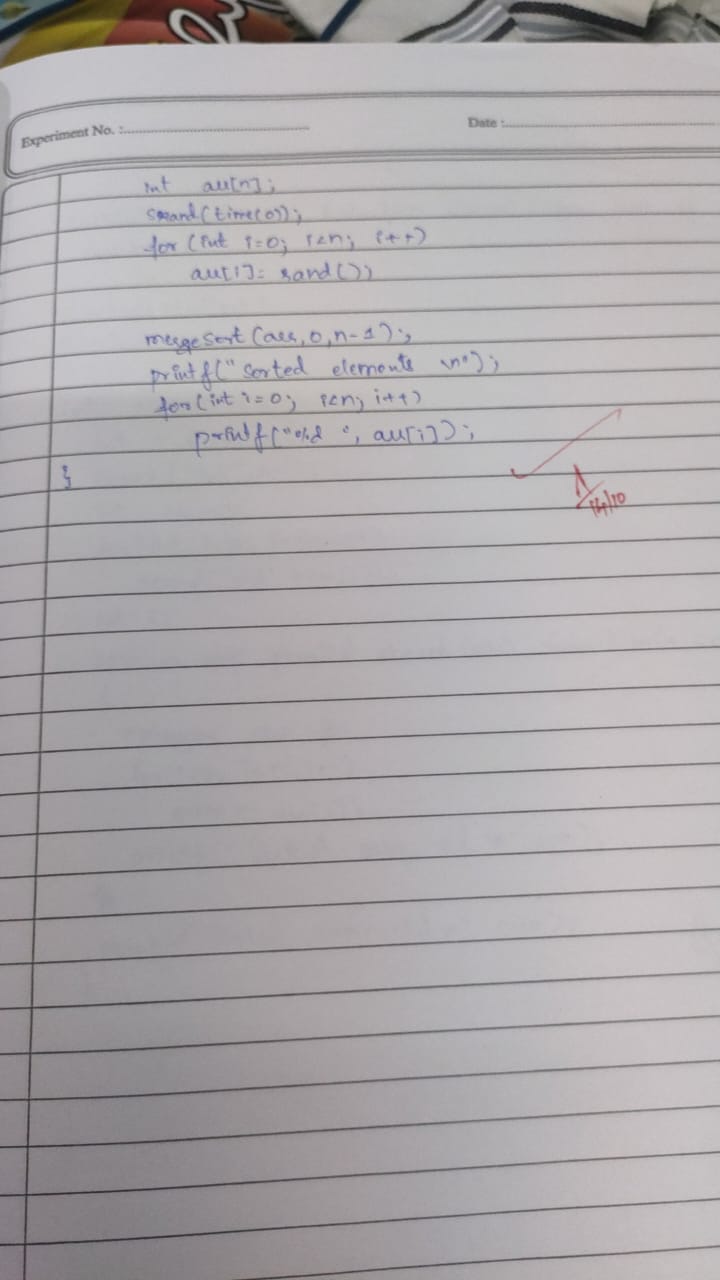 Experiment No. :
Date :
int arr[n];
srand(time(0));
for (int i=0; i<n; i++)
arr[i]= rand();
mergesort (arr, 0, n-1);
printf(" Sorted elements \n");
for(int i=0; i<n; i++)
printf("%d ", arr[i]);
}
14/10